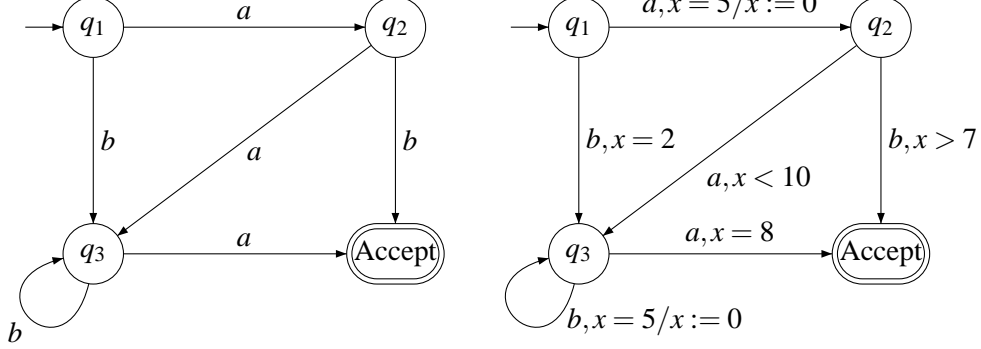 a
a, x = 5/x := 0
q1
q2
q1
q2
b
a
b
b, x = 2
a, x < 10
b, x > 7
a
a, x = 8
q3
Accept
q3
Accept
b
b, x = 5/x := 0